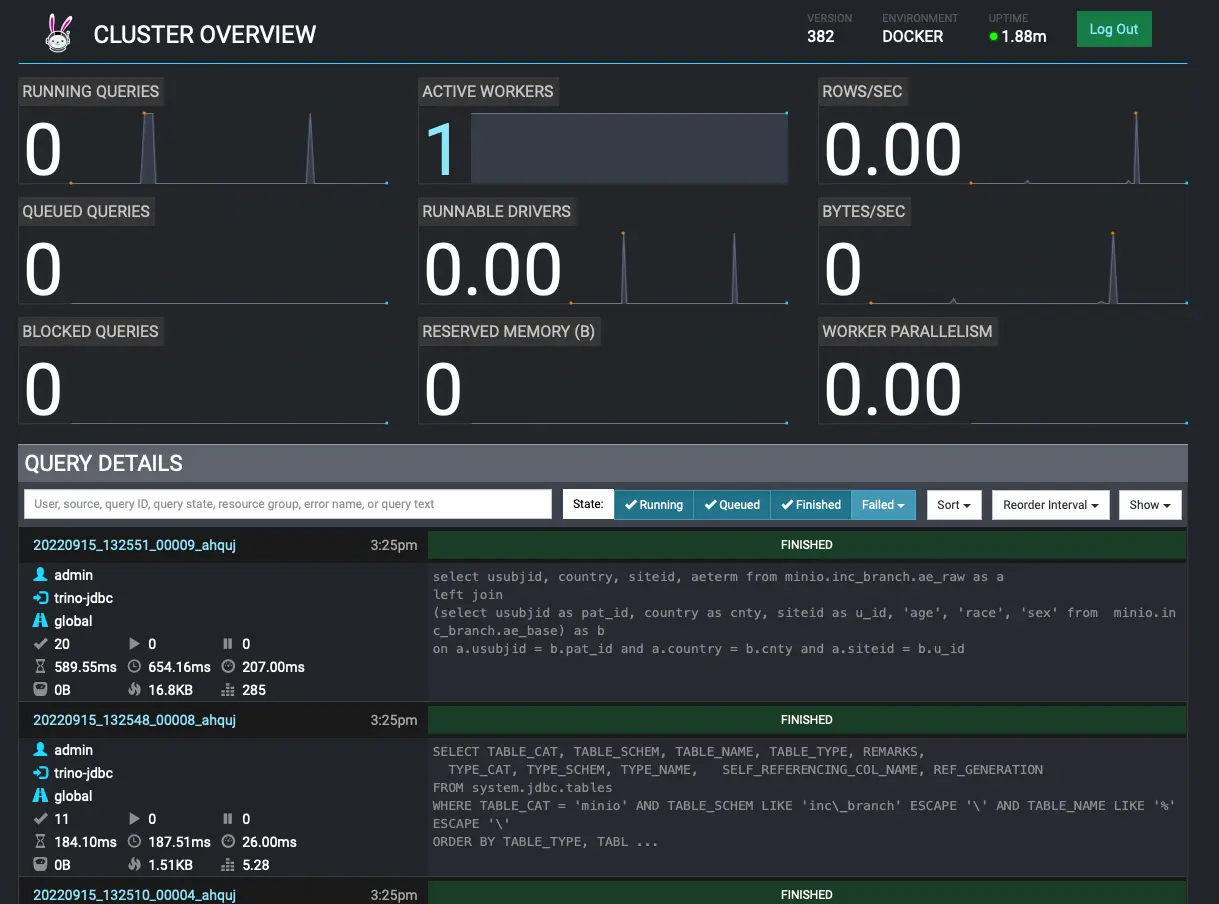 CLUSTER OVERVIEW
VERSION
382
ENVIRONMENT
DOCKER
UPTIME
1.88m
Log Out
RUNNING QUERIES
0
ACTIVE WORKERS
1
ROWS/SEC
0.00
QUEUED QUERIES
0
RUNNABLE DRIVERS
0.00
BYTES/SEC
0
BLOCKED QUERIES
0
RESERVED MEMORY (B)
0
WORKER PARALLELISM
0.00
QUERY DETAILS
User, source, query ID, query state, resource group, error name, or query text
State: Running Queued Finished Failed Sort Reorder Interval Show
20220915_132551_00009_ahquj 3:25pm
admin
trino-jdbc
global
20 0 0
589.55ms 654.16ms 207.00ms
0B 16.8KB 285
FINISHED
select usubjid, country, siteid, aeterm from minio.inc_branch.ae_raw as a
left join
(select usubjid as pat_id, country as cnty, siteid as u_id, 'age', 'race', 'sex' from  minio.in
c_branch.ae_base) as b
on a.usubjid = b.pat_id and a.country = b.cnty and a.siteid = b.u_id
20220915_132548_00008_ahquj 3:25pm
admin
trino-jdbc
global
11 0 0
184.10ms 187.51ms 26.00ms
0B 1.51KB 5.28
FINISHED
SELECT TABLE_CAT, TABLE_SCHEM, TABLE_NAME, TABLE_TYPE, REMARKS,
  TYPE_CAT, TYPE_SCHEM, TYPE_NAME,   SELF_REFERENCING_COL_NAME, REF_GENERATION
FROM system.jdbc.tables
WHERE TABLE_CAT = 'minio' AND TABLE_SCHEM LIKE 'inc\_branch' ESCAPE '\' AND TABLE_NAME LIKE '%'
ESCAPE '\'
ORDER BY TABLE_TYPE, TABL ...
20220915_132510_00004_ahquj 3:25pm
FINISHED